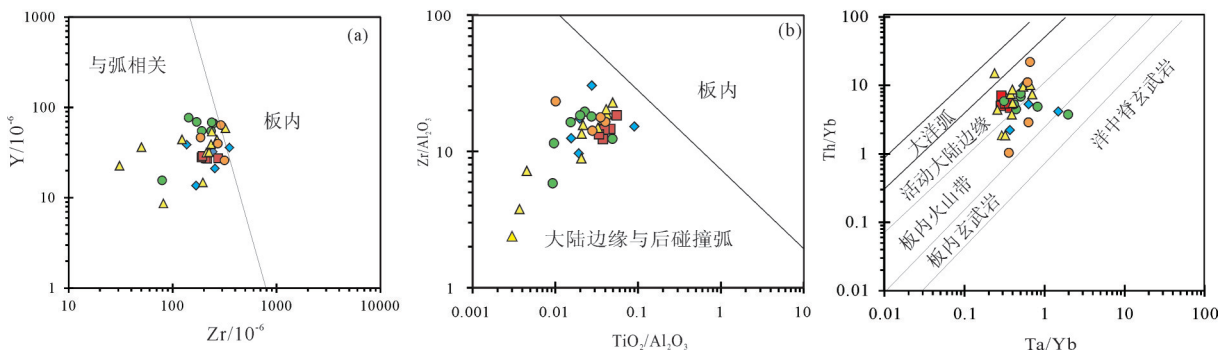 1000
100
10
1
Y/10⁻⁶
(a)
与弧相关
板内
10
100
1000
10000
Zr/10⁻⁶
100
10
1
Zr/Al₂O₃
(b)
板内
大陆边缘与后碰撞弧
0.001
0.01
0.1
1
10
TiO₂/Al₂O₃
100
10
1
0.1
0.01
Th/Yb
大洋弧
活动大陆边缘
板内火山带
板内玄武岩
洋中脊玄武岩
0.01
0.1
1
10
100
Ta/Yb